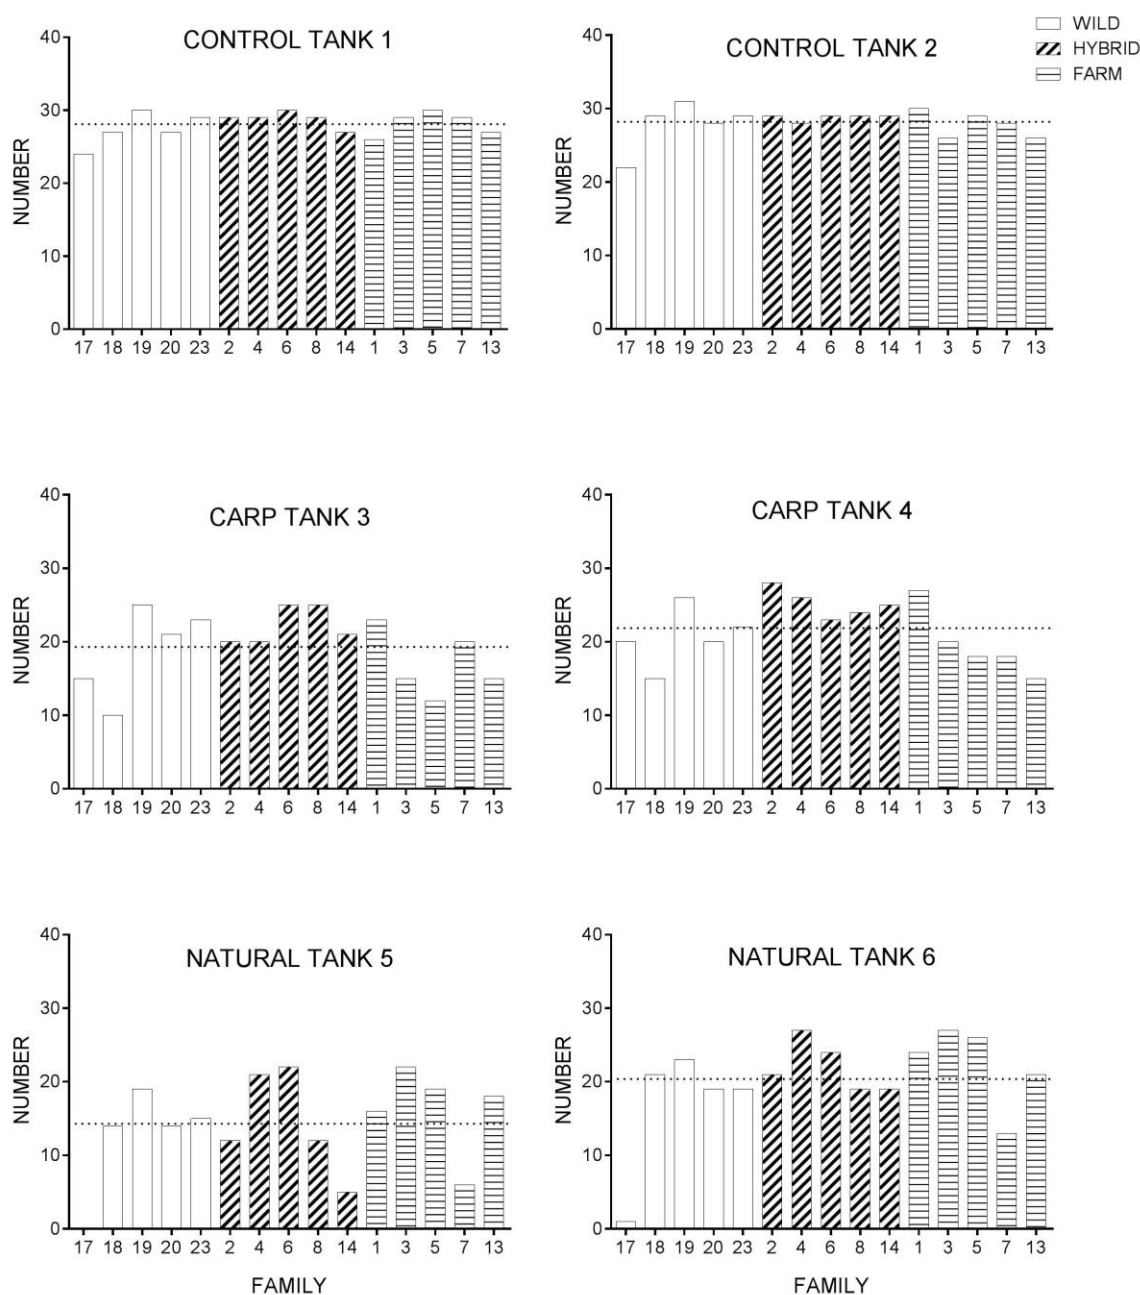 WILD
HYBRID
FARM
CONTROL TANK 1
NUMBER
40
30
20
10
0
17 18 19 20 23 2 4 6 8 14 1 3 5 7 13
CONTROL TANK 2
NUMBER
40
30
20
10
0
17 18 19 20 23 2 4 6 8 14 1 3 5 7 13
CARP TANK 3
NUMBER
40
30
20
10
0
17 18 19 20 23 2 4 6 8 14 1 3 5 7 13
CARP TANK 4
NUMBER
40
30
20
10
0
17 18 19 20 23 2 4 6 8 14 1 3 5 7 13
NATURAL TANK 5
NUMBER
40
30
20
10
0
17 18 19 20 23 2 4 6 8 14 1 3 5 7 13
FAMILY
NATURAL TANK 6
NUMBER
40
30
20
10
0
17 18 19 20 23 2 4 6 8 14 1 3 5 7 13
FAMILY